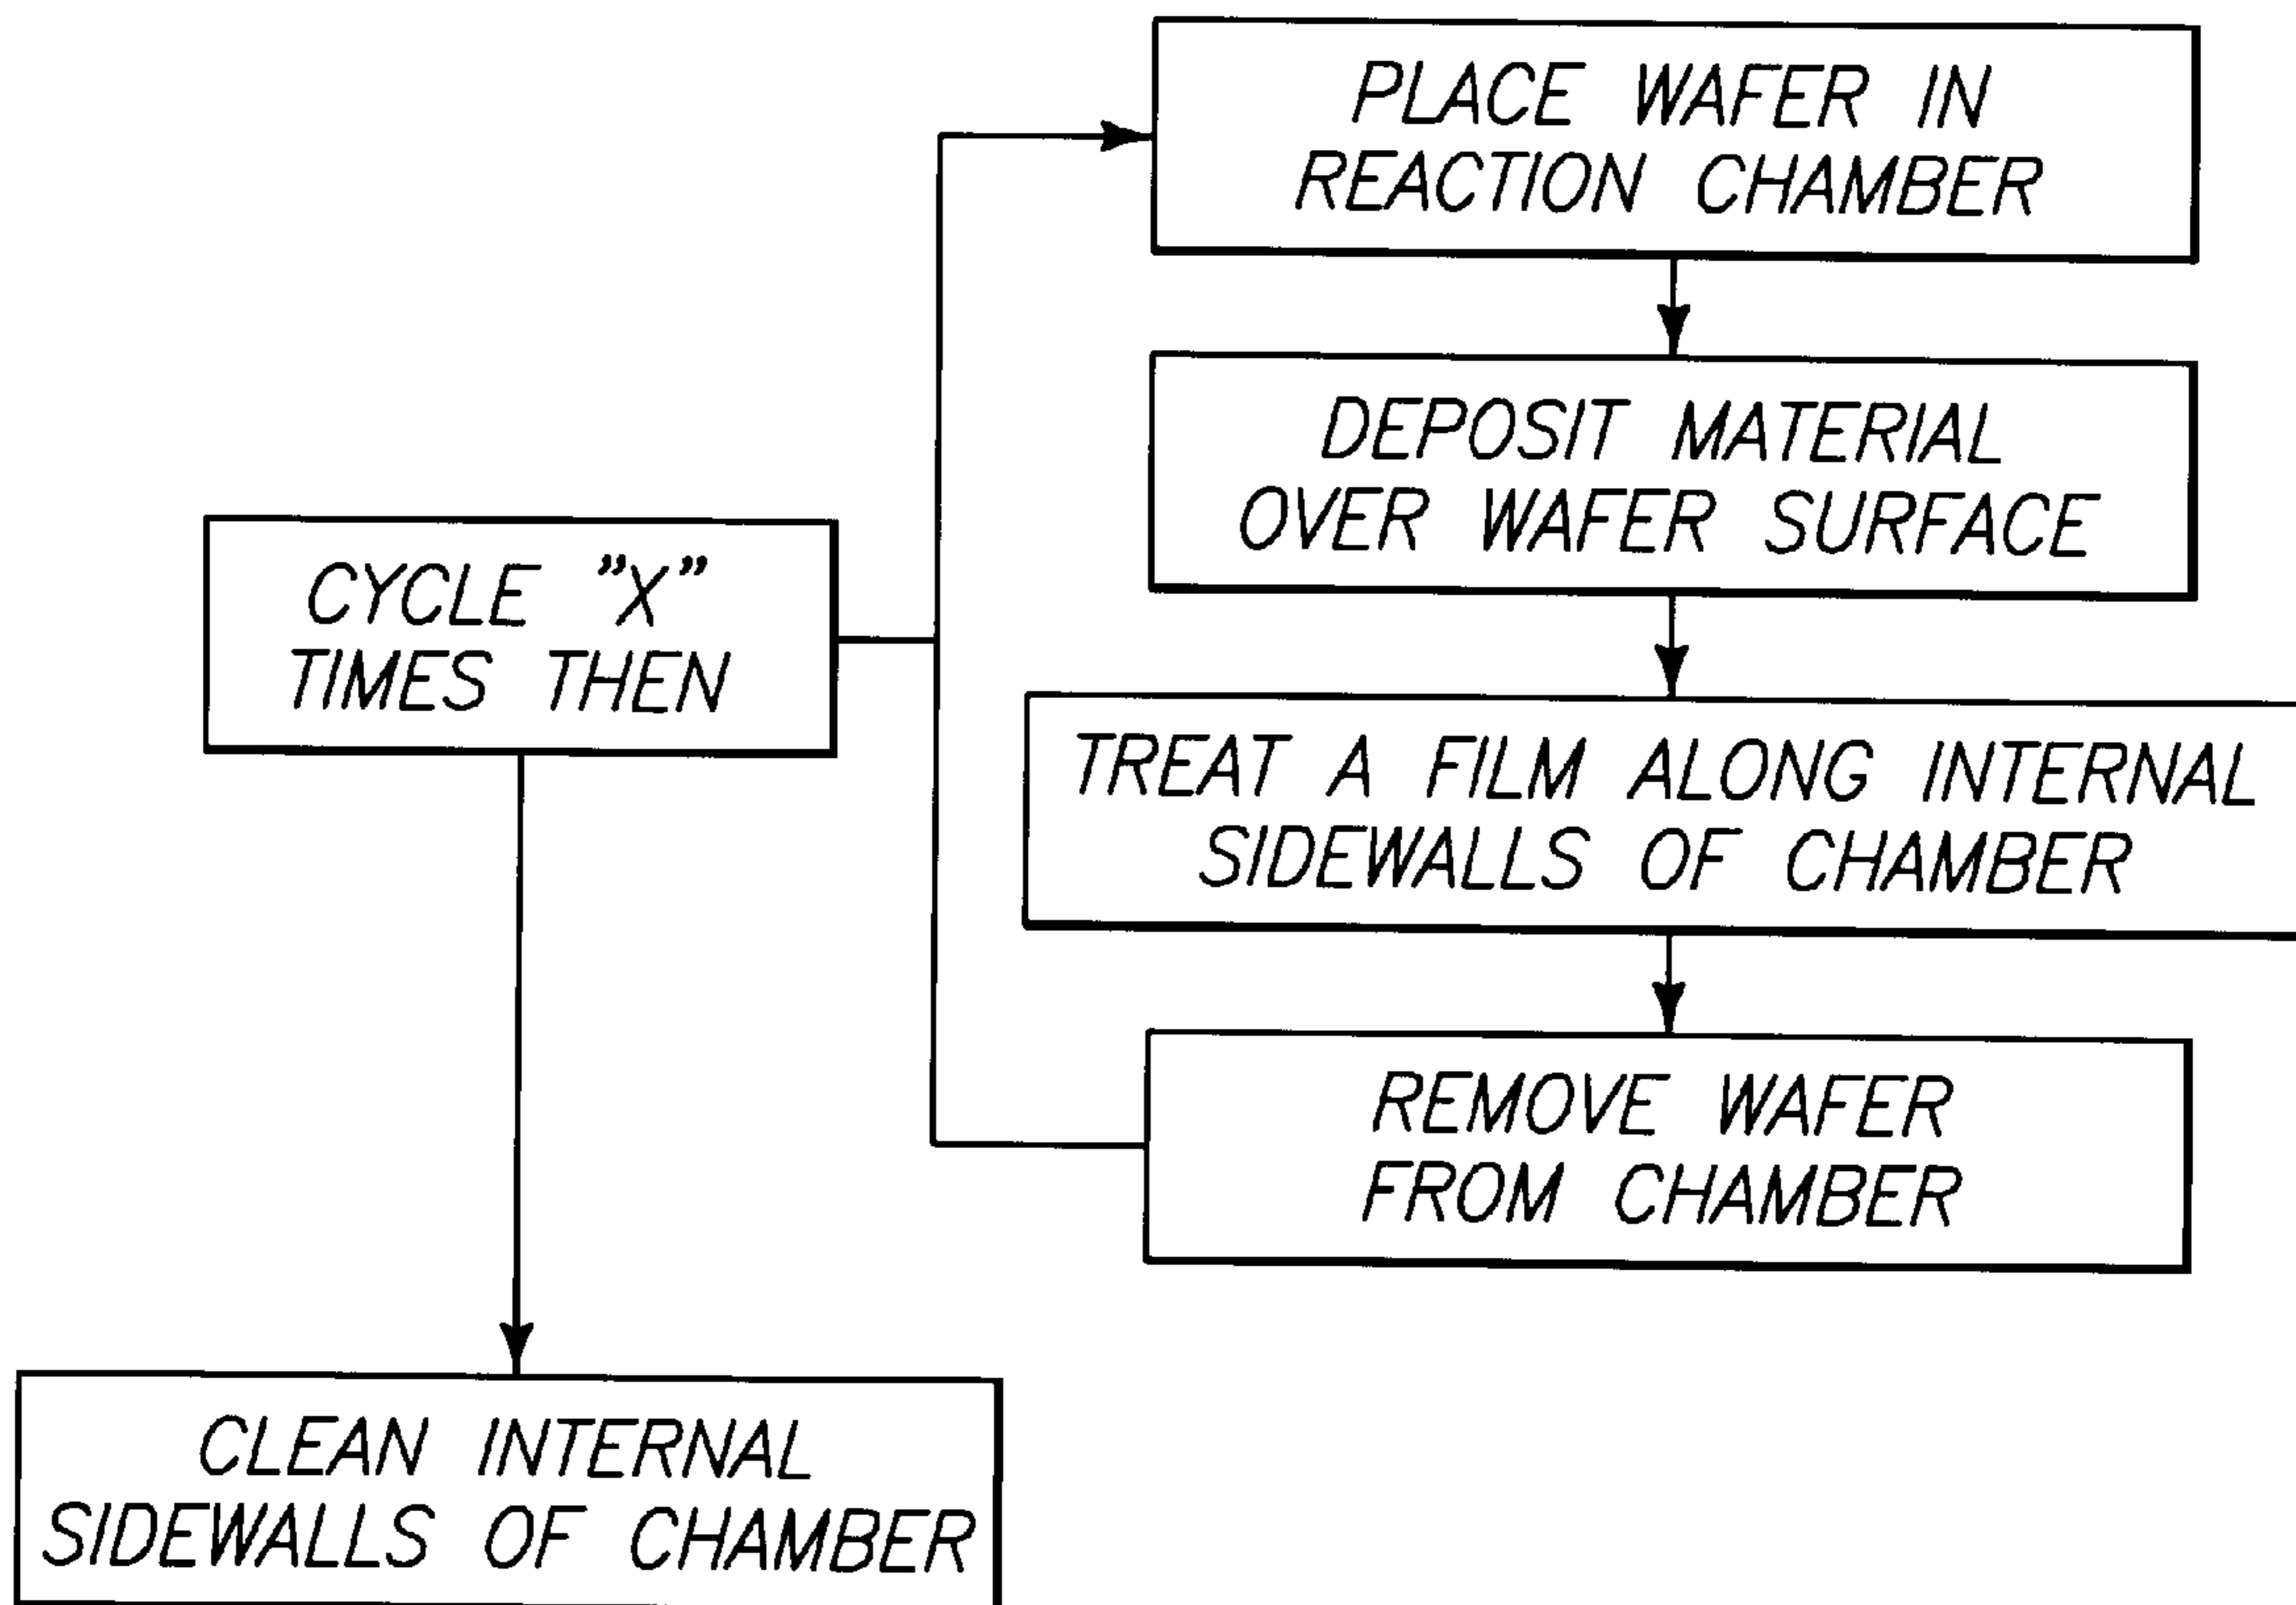 PLACE WAFER IN
REACTION CHAMBER
DEPOSIT MATERIAL
OVER WAFER SURFACE
CYCLE "X"
TIMES THEN
TREAT A FILM ALONG INTERNAL
SIDEWALLS OF CHAMBER
REMOVE WAFER
FROM CHAMBER
CLEAN INTERNAL
SIDEWALLS OF CHAMBER